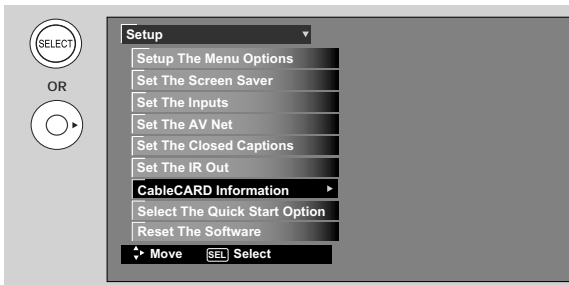 SELECT
OR
Setup
Setup The Menu Options
Set The Screen Saver
Set The Inputs
Set The AV Net
Set The Closed Captions
Set The IR Out
CableCARD Information
Select The Quick Start Option
Reset The Software
Move SEL Select